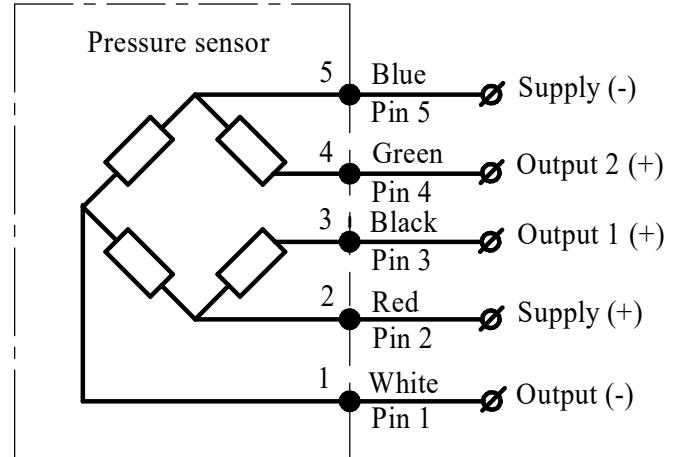 Pressure sensor
5 Blue Supply (-)
Pin 5
4 Green Output 2 (+)
Pin 4
3 Black Output 1 (+)
Pin 3
2 Red Supply (+)
Pin 2
1 White Output (-)
Pin 1